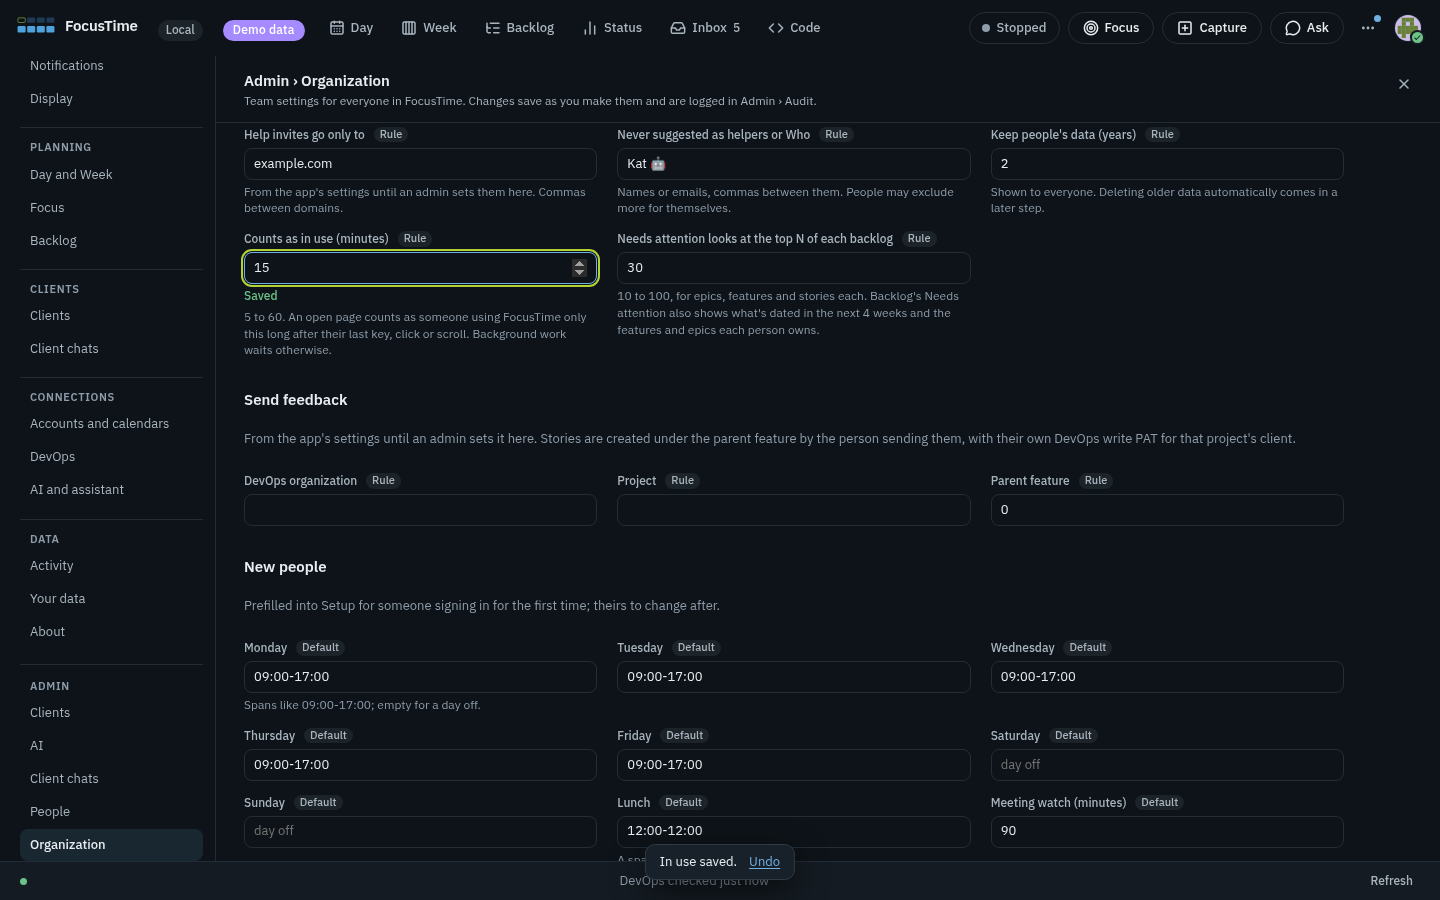 FocusTime
Local
Demo data
Day
Week
Backlog
Status
Inbox 5
Code
Stopped
Focus
Capture
Ask
Notifications
Display
PLANNING
Day and Week
Focus
Backlog
CLIENTS
Clients
Client chats
CONNECTIONS
Accounts and calendars
DevOps
AI and assistant
DATA
Activity
Your data
About
ADMIN
Clients
AI
Client chats
People
Organization
Admin › Organization
Team settings for everyone in FocusTime. Changes save as you make them and are logged in Admin › Audit.
Help invites go only to Rule
example.com
From the app's settings until an admin sets them here. Commas
between domains.
Never suggested as helpers or Who Rule
Kat 🤖
Names or emails, commas between them. People may exclude
more for themselves.
Keep people's data (years) Rule
2
Shown to everyone. Deleting older data automatically comes in a
later step.
Counts as in use (minutes) Rule
15
Saved
5 to 60. An open page counts as someone using FocusTime only
this long after their last key, click or scroll. Background work
waits otherwise.
Needs attention looks at the top N of each backlog Rule
30
10 to 100, for epics, features and stories each. Backlog's Needs
attention also shows what's dated in the next 4 weeks and the
features and epics each person owns.
Send feedback
From the app's settings until an admin sets it here. Stories are created under the parent feature by the person sending them, with their own DevOps write PAT for that project's client.
DevOps organization Rule
Project Rule
Parent feature Rule
0
New people
Prefilled into Setup for someone signing in for the first time; theirs to change after.
Monday Default
09:00-17:00
Spans like 09:00-17:00; empty for a day off.
Tuesday Default
09:00-17:00
Wednesday Default
09:00-17:00
Thursday Default
09:00-17:00
Friday Default
09:00-17:00
Saturday Default
day off
Sunday Default
day off
Lunch Default
12:00-12:00
Meeting watch (minutes) Default
90
In use saved. Undo
DevOps checked just now
Refresh